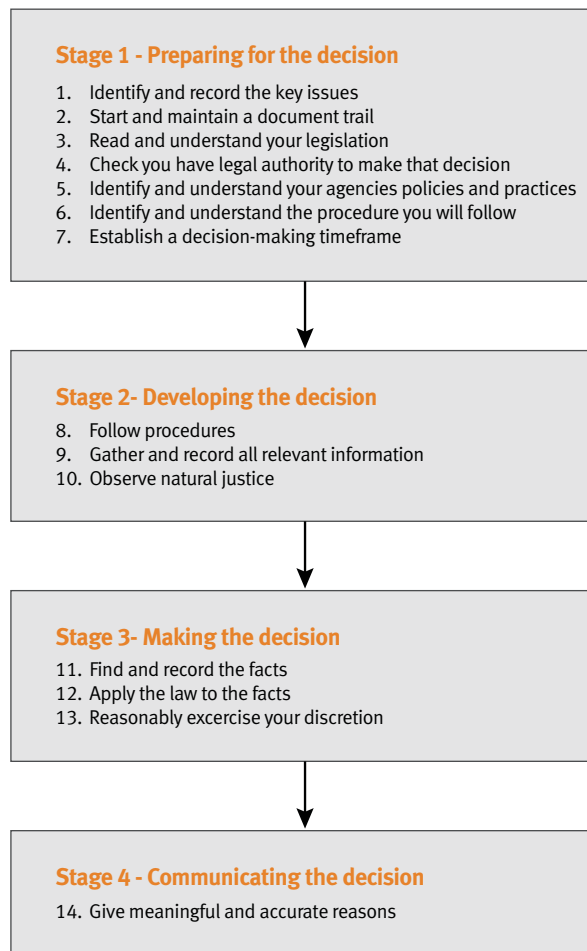 Stage 1 - Preparing for the decision
1. Identify and record the key issues
2. Start and maintain a document trail
3. Read and understand your legislation
4. Check you have legal authority to make that decision
5. Identify and understand your agencies policies and practices
6. Identify and understand the procedure you will follow
7. Establish a decision-making timeframe
Stage 2- Developing the decision
8. Follow procedures
9. Gather and record all relevant information
10. Observe natural justice
Stage 3- Making the decision
11. Find and record the facts
12. Apply the law to the facts
13. Reasonably excercise your discretion
Stage 4 - Communicating the decision
14. Give meaningful and accurate reasons